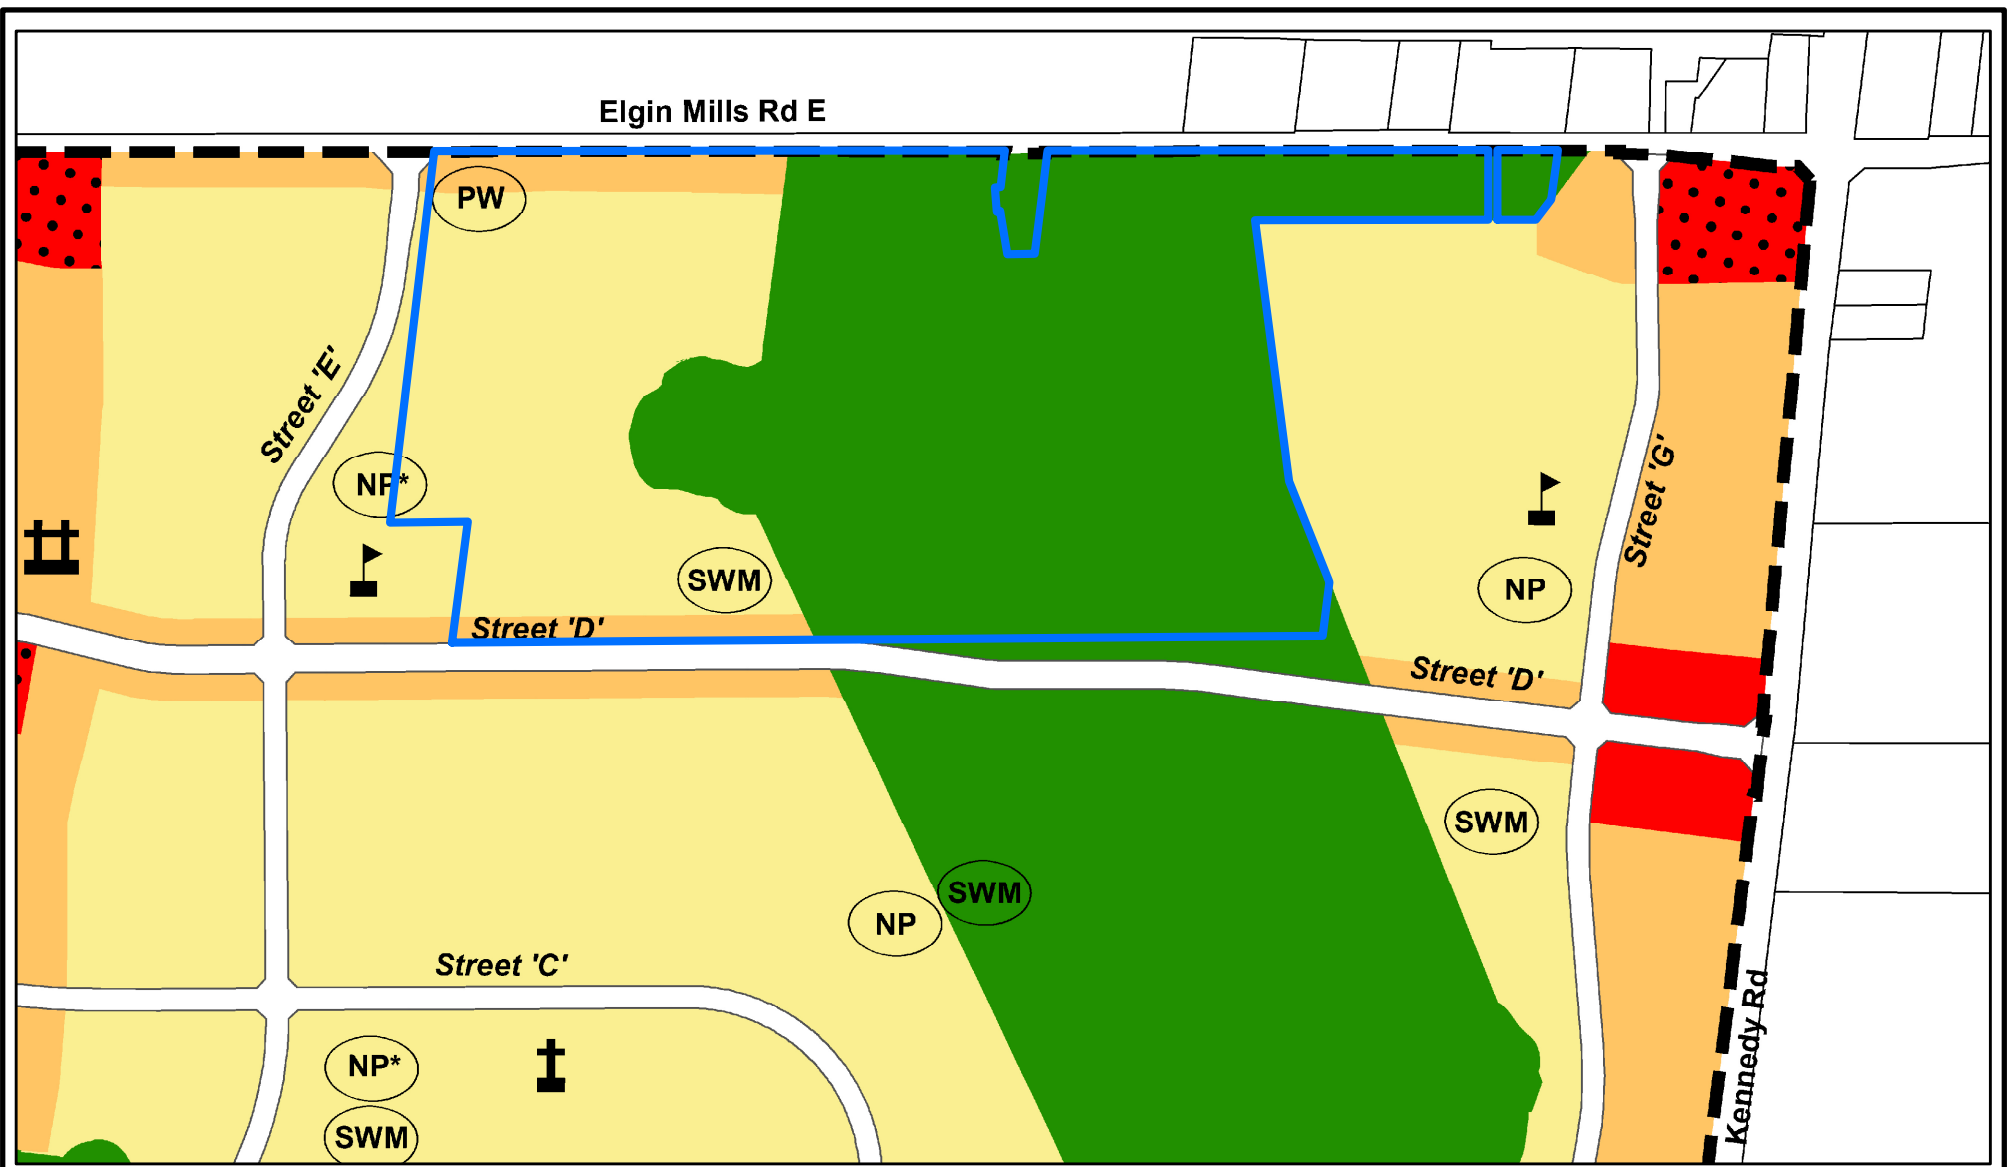 Elgin Mills Rd E
PW
Street 'E'
NP*
Street 'G'
SWM
NP
Street 'D'
Street 'D'
SWM
SWM
NP
Street 'C'
Kennedy Rd
NP*
SWM